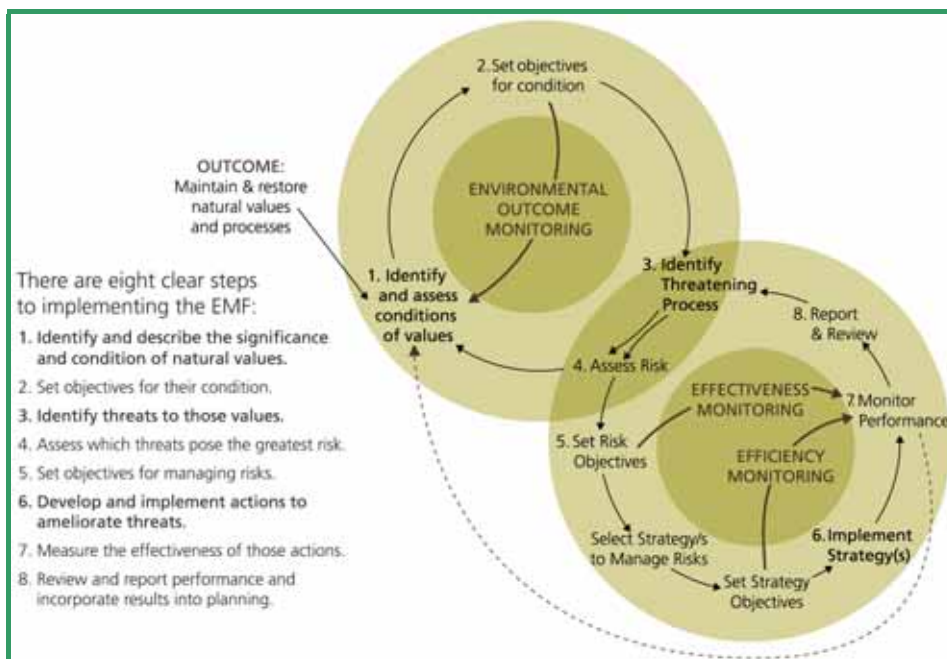 2. Set objectives
for condition
OUTCOME:
Maintain & restore
natural values
and processes
ENVIRONMENTAL
OUTCOME
MONITORING
1. Identify
and assess
conditions
of values
3. Identify
Threatening
Process
4. Assess Risk
8. Report
& Review
EFFECTIVENESS
MONITORING
7. Monitor
Performance
5. Set Risk
Objectives
EFFICIENCY
MONITORING
Select Strategy/s
to Manage Risks
6. Implement
Strategy(s)
Set Strategy
Objectives
There are eight clear steps
to implementing the EMF:
1. Identify and describe the significance
and condition of natural values.
2. Set objectives for their condition.
3. Identify threats to those values.
4. Assess which threats pose the greatest risk.
5. Set objectives for managing risks.
6. Develop and implement actions to
ameliorate threats.
7. Measure the effectiveness of those actions.
8. Review and report performance and
incorporate results into planning.